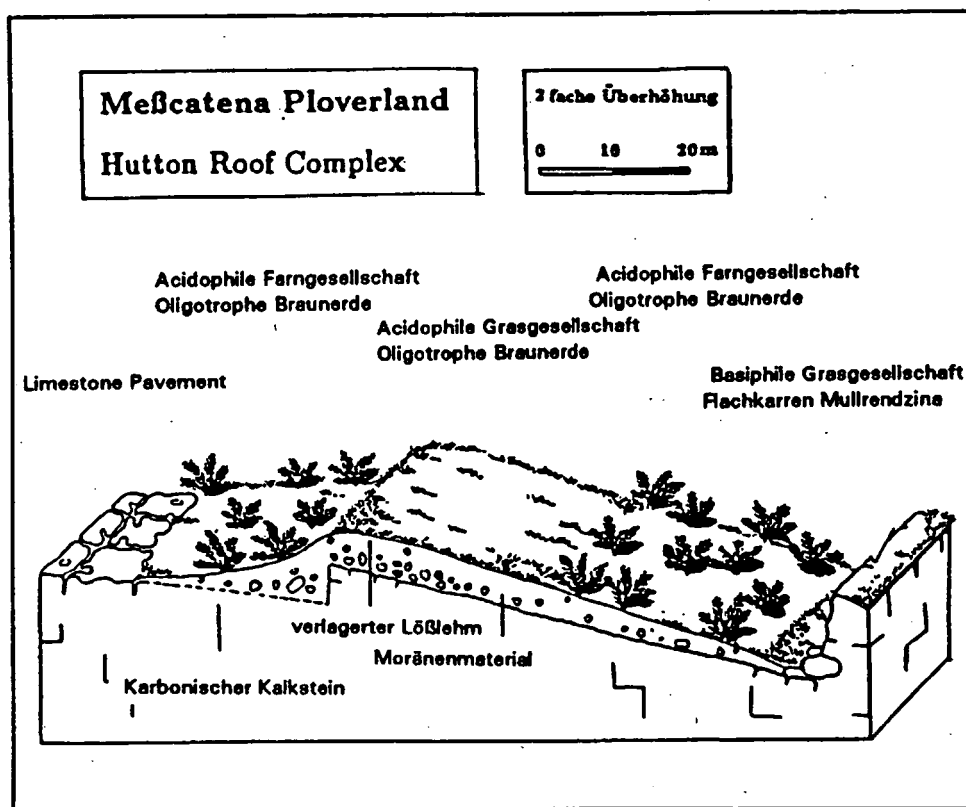 Meßcatena Ploverland
Hutton Roof Complex
2 fache Überhöhung
0 10 20m
Acidophile Farngesellschaft
Oligotrophe Braunerde
Acidophile Farngesellschaft
Oligotrophe Braunerde
Acidophile Grasgesellschaft
Oligotrophe Braunerde
Limestone Pavement
Basiphile Grasgesellschaft
Flachkarren Mullrendzina
verlagerter Lößlehm
Moränenmaterial
Karbonischer Kalkstein